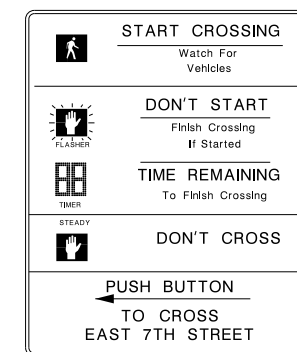 START CROSSING
Watch For
Vehicles
DON'T START
Finish Crossing
If Started
FLASHER
TIME REMAINING
To Finish Crossing
88
TIMER
STEADY
DON'T CROSS
PUSH BUTTON
TO CROSS
EAST 7TH STREET